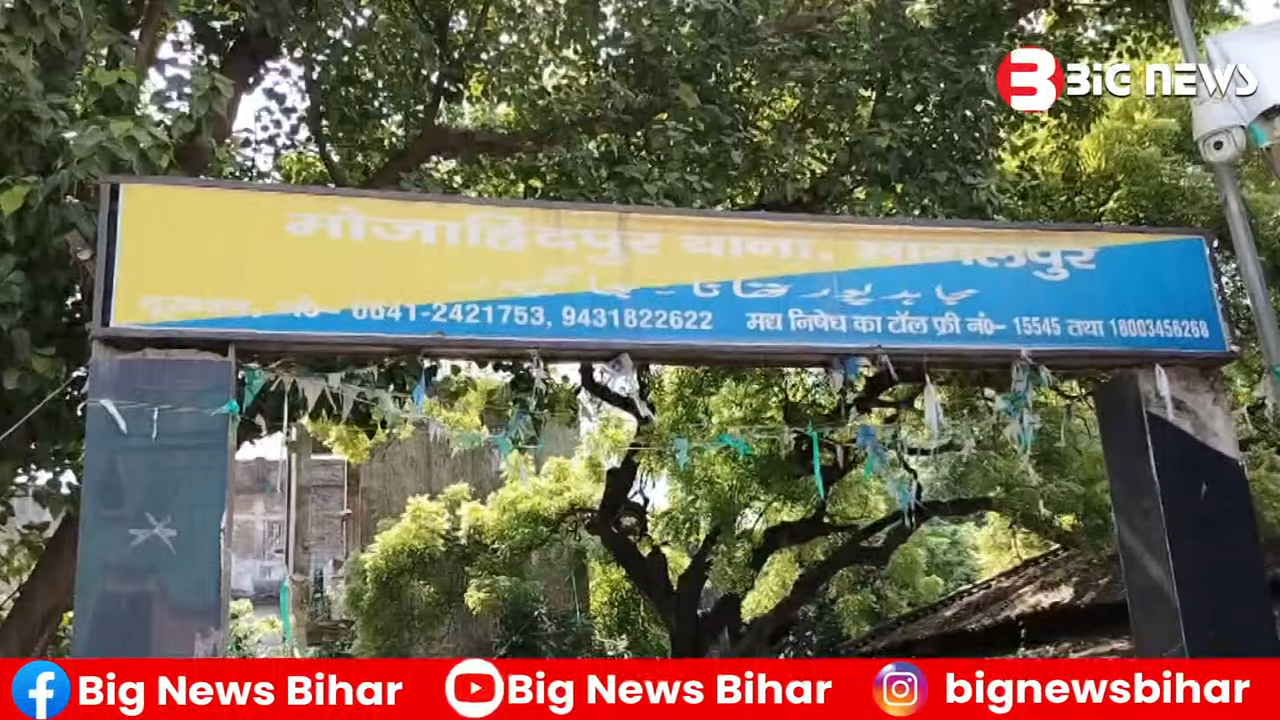 BiG NEWS
मोजाहिदपुर थाना, भागलपुर
नं०- 0641-2421753, 9431822622 मद्य निषेध का टॉल फ्री नं०- 15545 तथा 18003456268
Big News Bihar Big News Bihar bignewsbihar